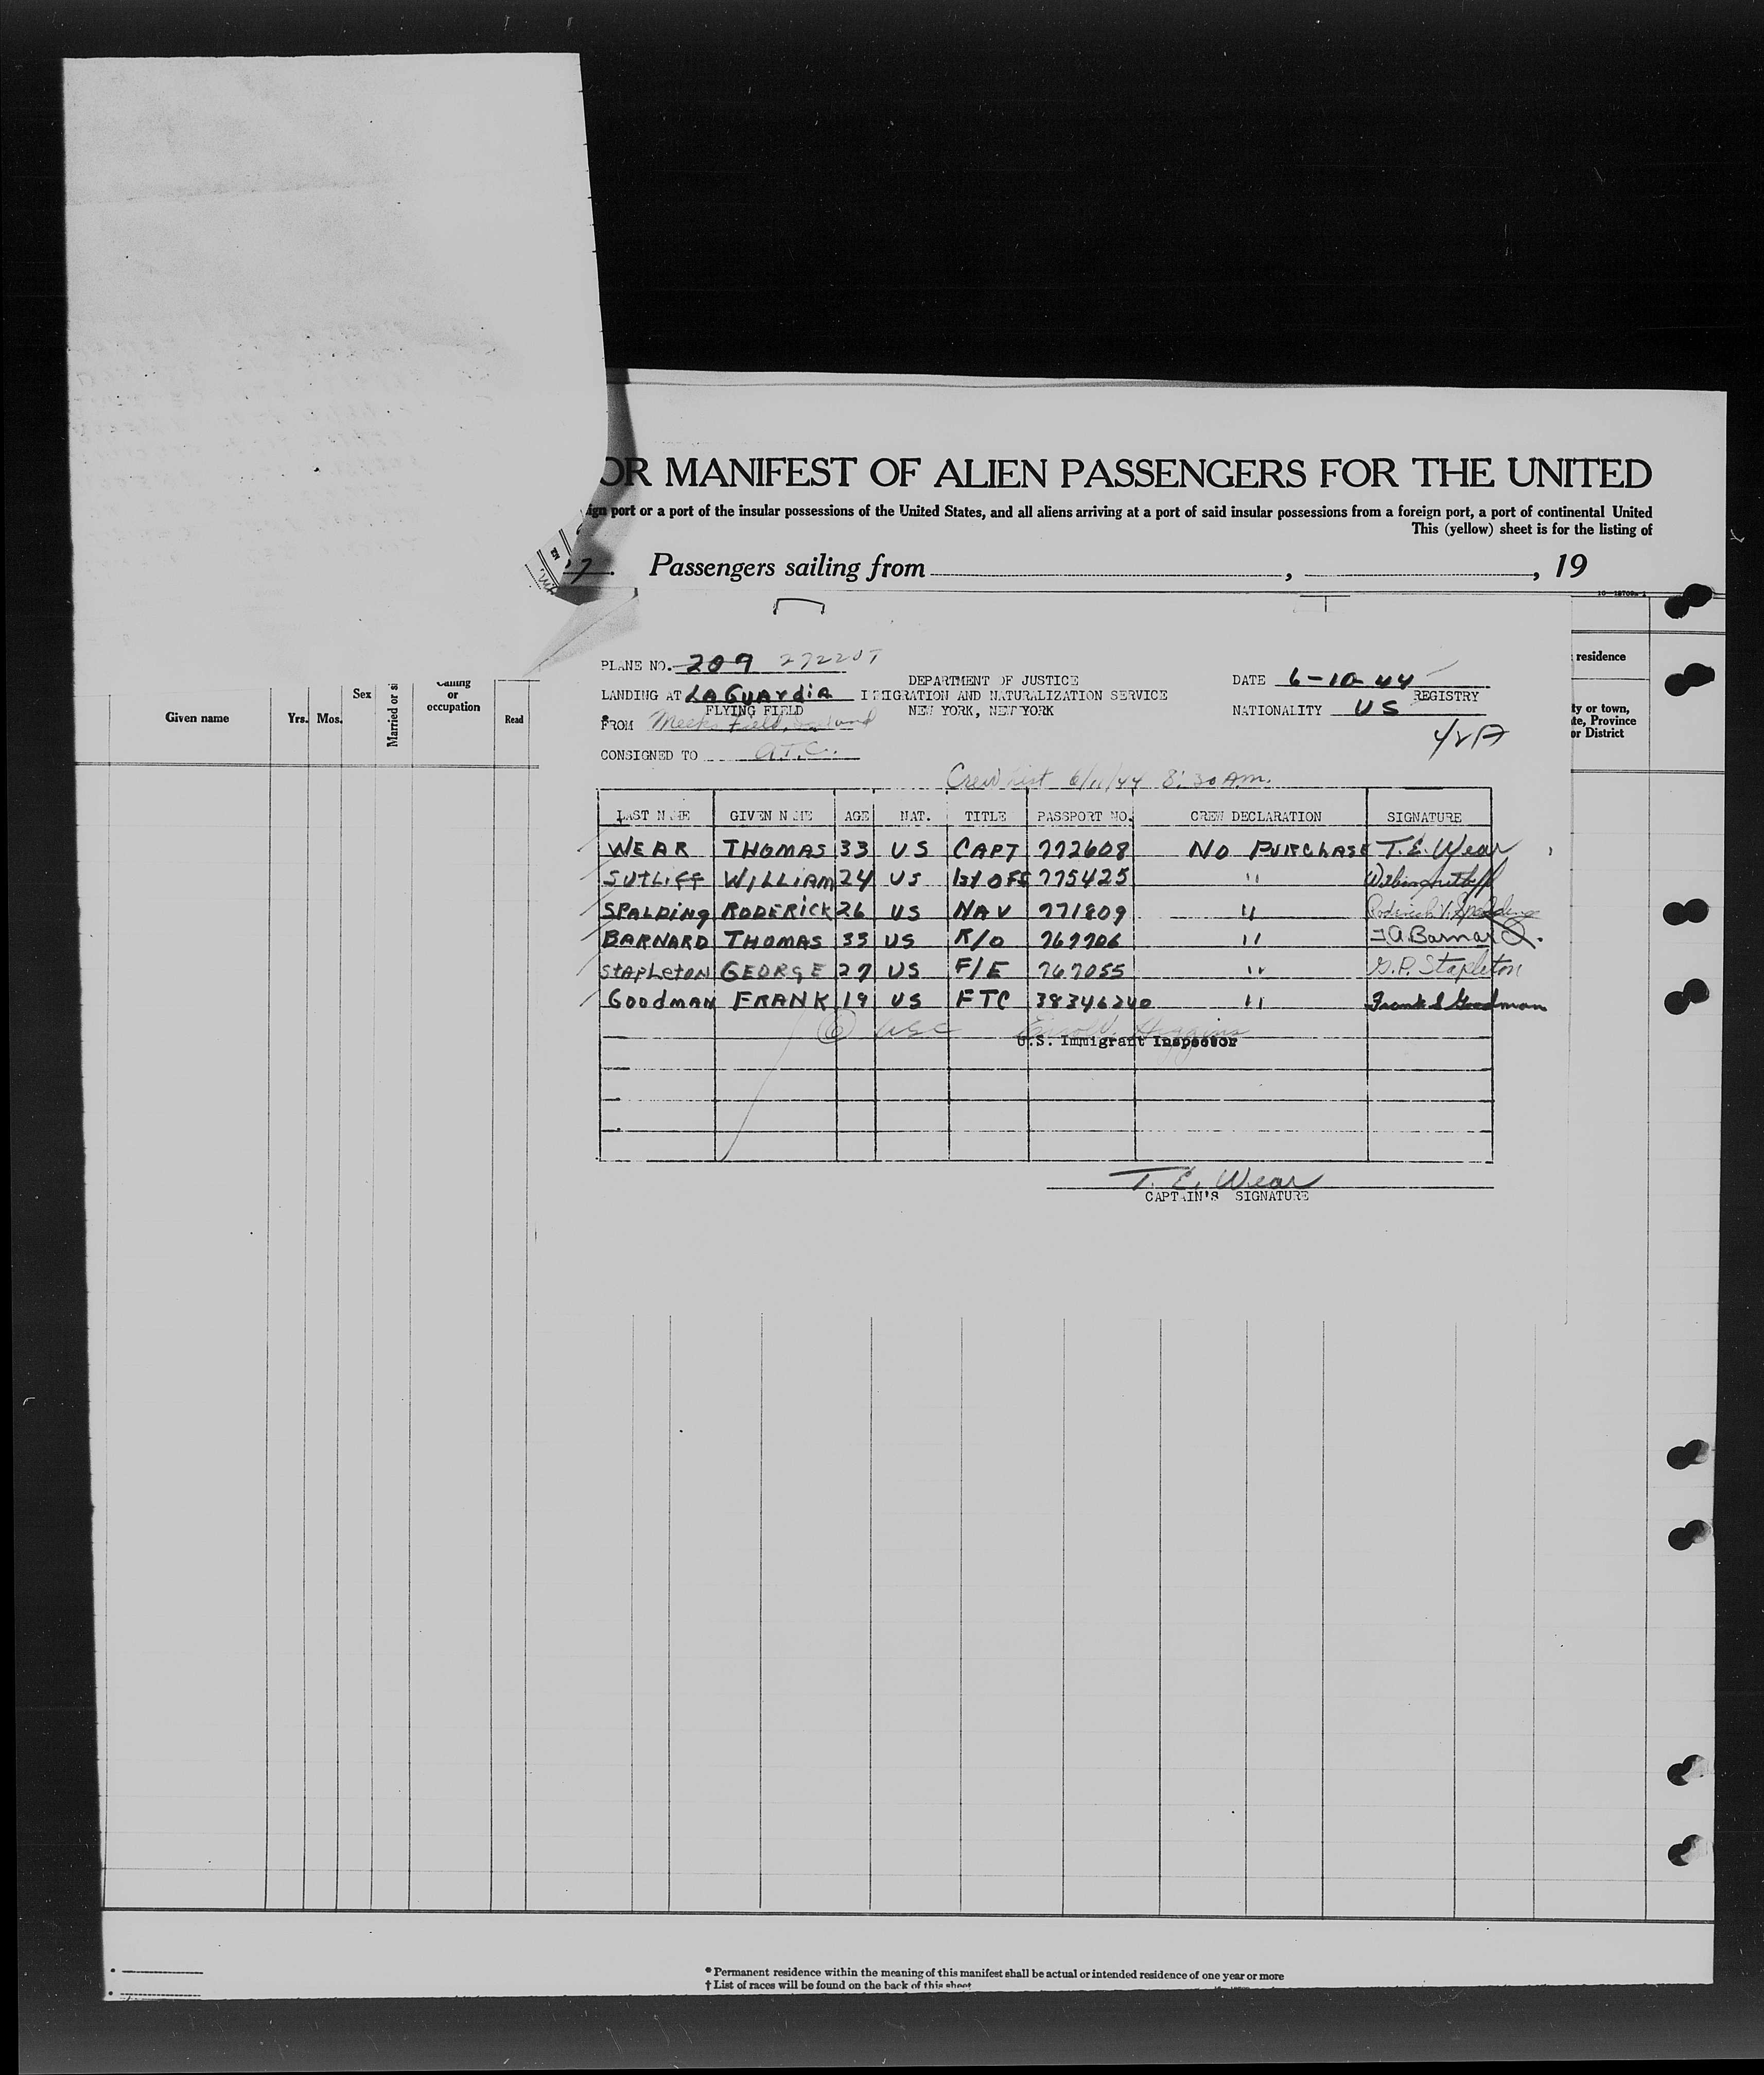 OR MANIFEST OF ALIEN PASSENGERS FOR THE UNITED
ign port or a port of the insular possessions of the United States, and all aliens arriving at a port of said insular possessions from a foreign port, a port of continental United
This (yellow) sheet is for the listing of
Passengers sailing from , , 19
PLANE NO. 209 272207
DEPARTMENT OF JUSTICE
DATE 6-10-44
LANDING AT LaGuardia IMMIGRATION AND NATURALIZATION SERVICE REGISTRY
FLYING FIELD NEW YORK, NEW YORK NATIONALITY US
FROM Meeks Field, Iceland
CONSIGNED TO A.T.C.
Crew List 6/11/44 8:30 AM.
LAST NAME GIVEN NAME AGE NAT. TITLE PASSPORT NO. CREW DECLARATION SIGNATURE
WEAR THOMAS 33 US CAPT 772608 NO PURCHASE T.E. Wear
SUTLIFF WILLIAM 24 US 1st OFF 775425 " William Sutliff
SPALDING RODERICK 26 US NAV 771809 " Roderick V. Spalding
BARNARD THOMAS 33 US R/O 767706 " T.A. Barnard.
STAPLETON GEORGE 27 US F/E 767055 " G.P. Stapleton
GOODMAN FRANK 19 US FTC 38346240 " Frank S Goodman
6 USC Higgins
U.S. Immigrant Inspector
T. E. Wear
CAPTAIN'S SIGNATURE
Given name Yrs. Mos. Sex Married or si Calling or occupation Read
residence
ty or town,
te, Province
or District
* Permanent residence within the meaning of this manifest shall be actual or intended residence of one year or more
† List of races will be found on the back of this sheet